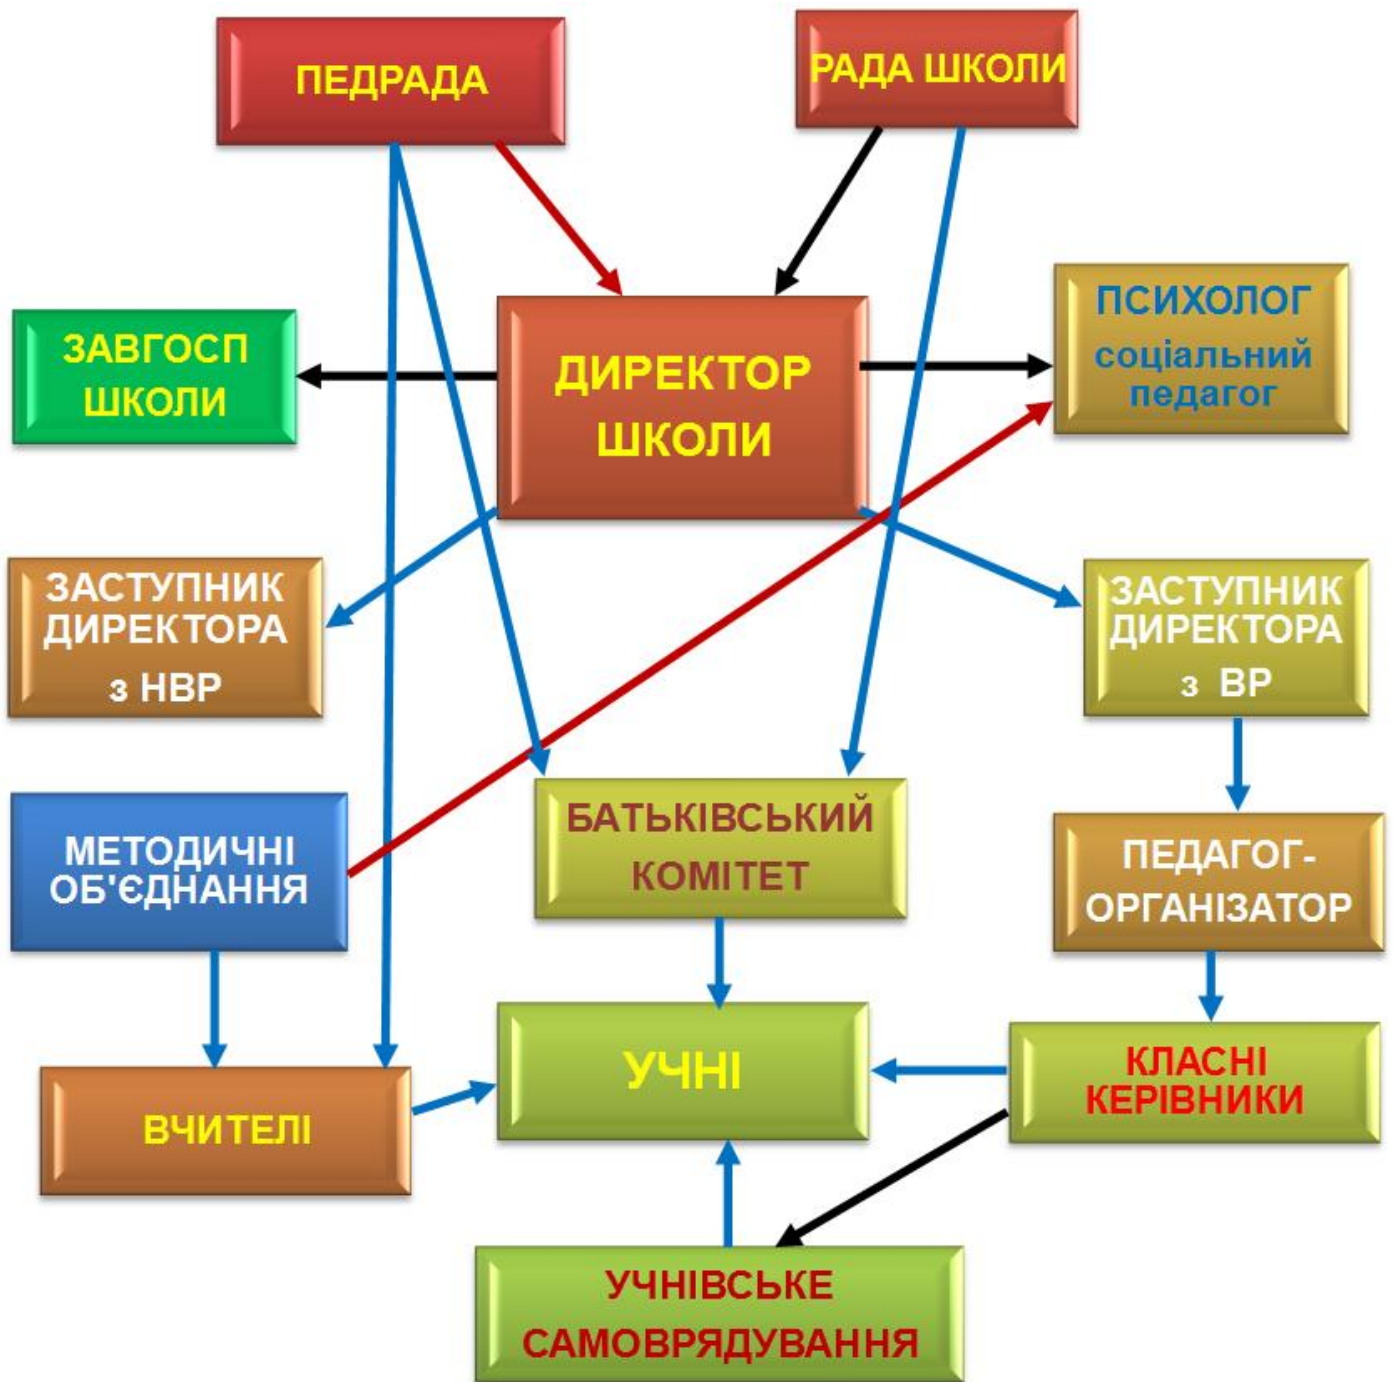 ПЕДРАДА
РАДА ШКОЛИ
ЗАВГОСП
ШКОЛИ
ДИРЕКТОР
ШКОЛИ
ПСИХОЛОГ
соціальний
педагог
ЗАСТУПНИК
ДИРЕКТОРА
з НВР
ЗАСТУПНИК
ДИРЕКТОРА
з ВР
МЕТОДИЧНІ
ОБ'ЄДНАННЯ
БАТЬКІВСЬКИЙ
КОМІТЕТ
ПЕДАГОГ-
ОРГАНІЗАТОР
ВЧИТЕЛІ
УЧНІ
КЛАСНІ
КЕРІВНИКИ
УЧНІВСЬКЕ
САМОВРЯДУВАННЯ